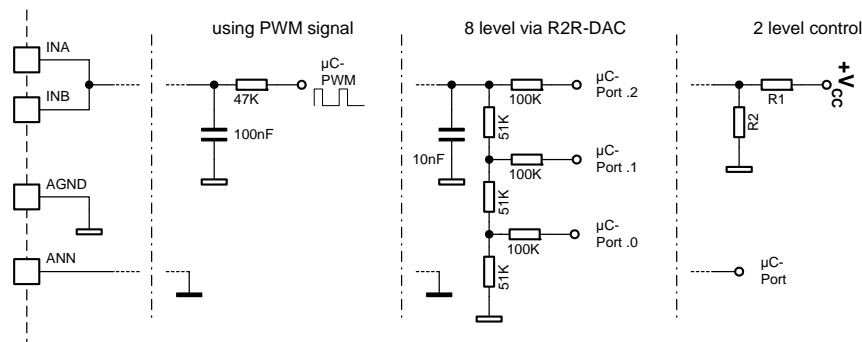 using PWM signal
8 level via R2R-DAC
2 level control
INA
INB
AGND
ANN
µC-
PWM
47K
100nF
µC-
Port .2
100K
51K
10nF
µC-
Port .1
100K
51K
µC-
Port .0
100K
51K
+VCC
R1
R2
µC-
Port